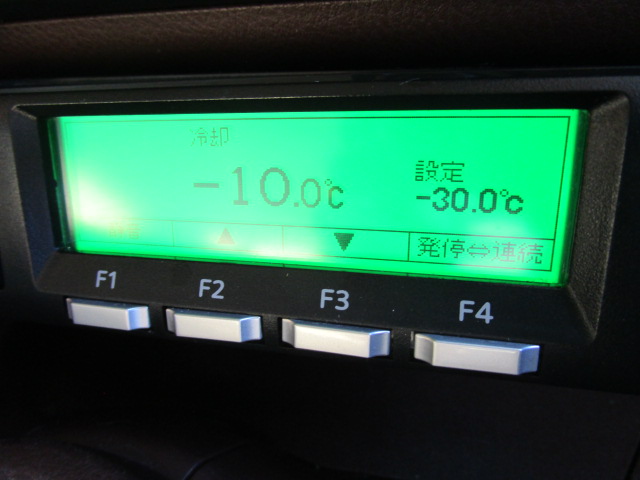 冷却
-10.0℃
設定
-30.0℃
▲ ▼ 発停⇔連続
F1 F2 F3 F4